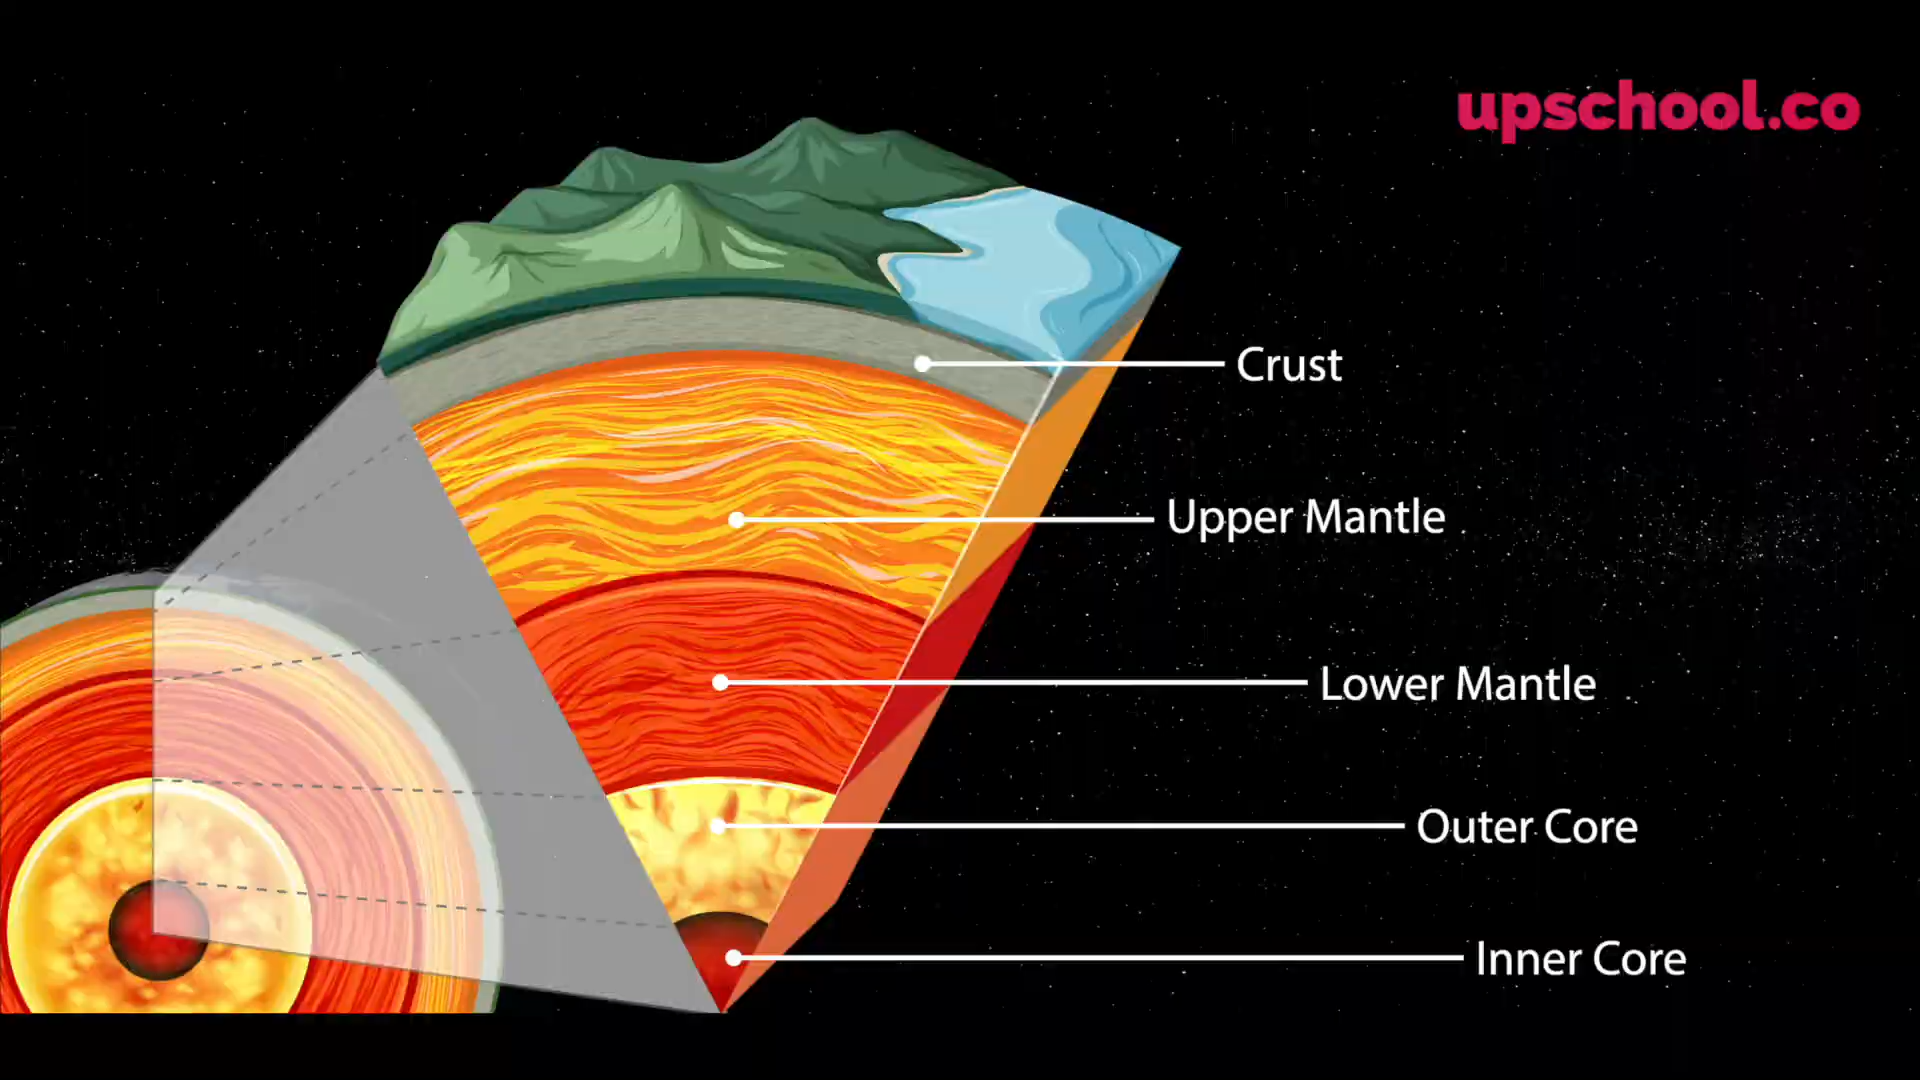 upschool.co
Crust
Upper Mantle
Lower Mantle
Outer Core
Inner Core